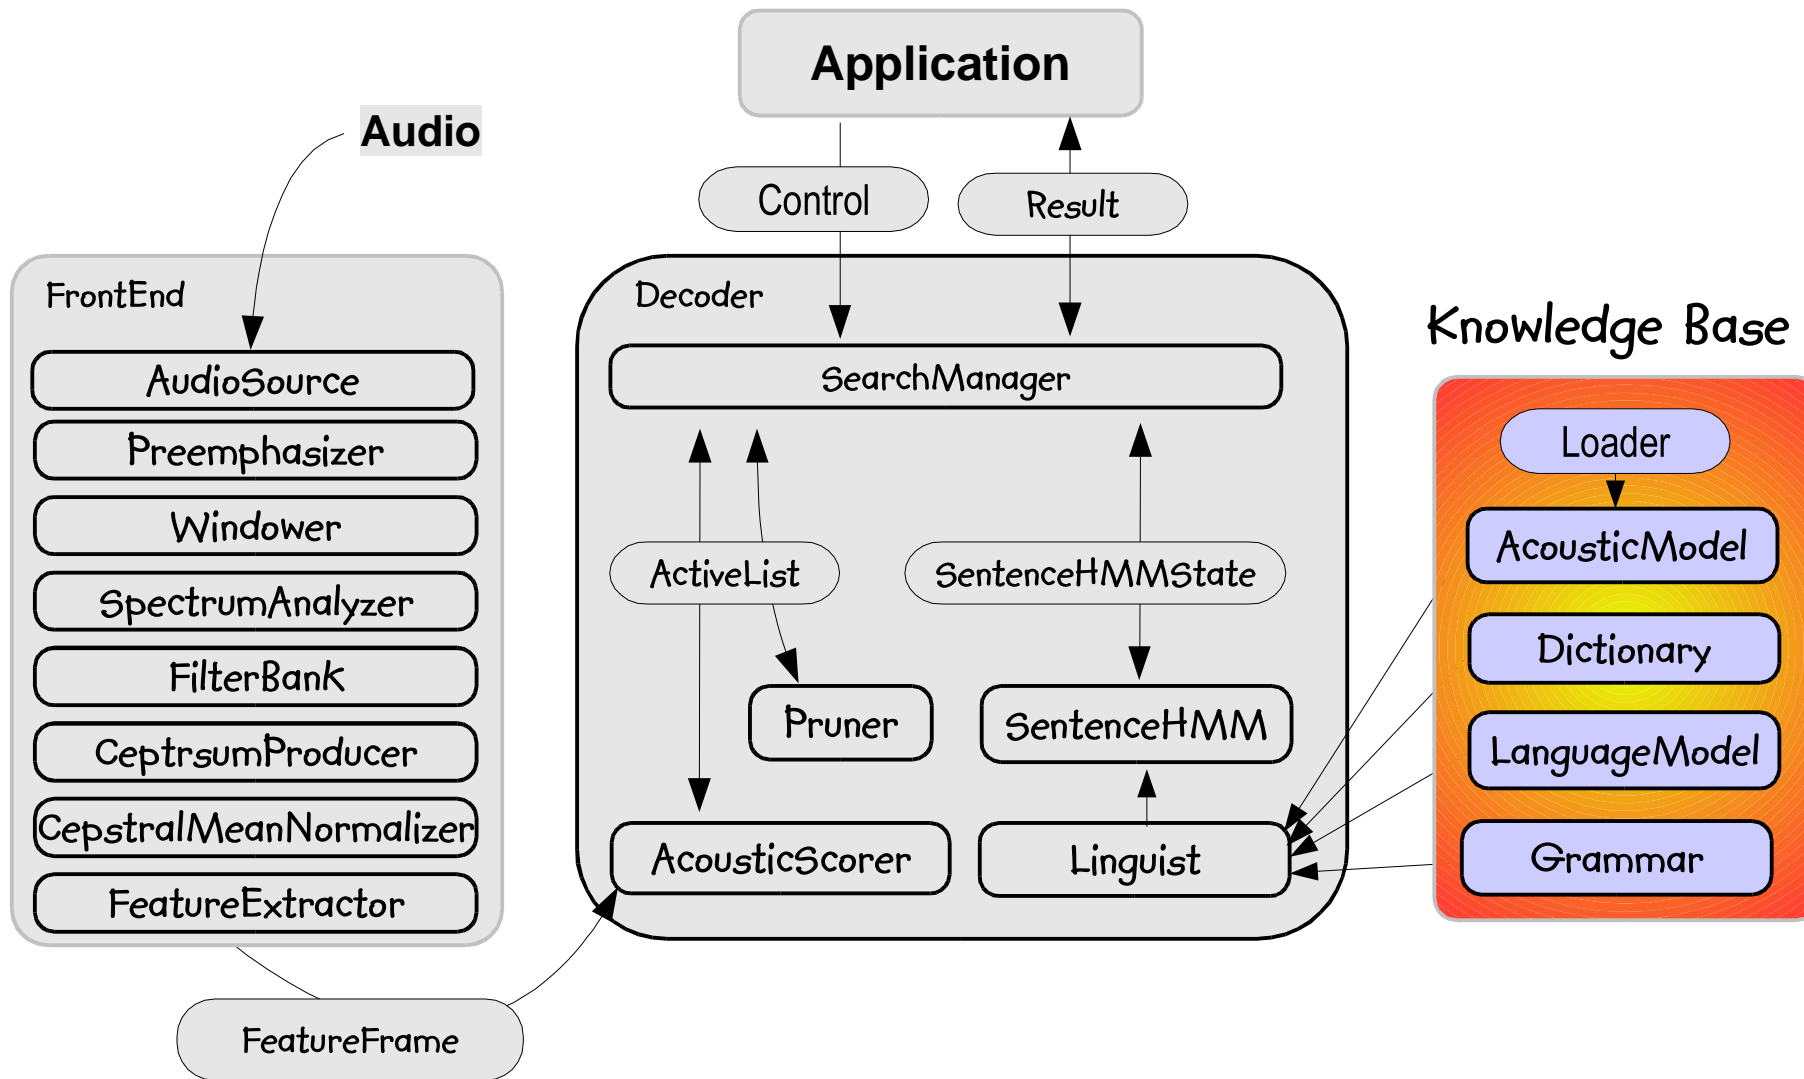 Application
Audio
Control
Result
FrontEnd
AudioSource
Preemphasizer
Windower
SpectrumAnalyzer
FilterBank
CeptrsumProducer
CepstralMeanNormalizer
FeatureExtractor
FeatureFrame
Decoder
SearchManager
ActiveList
SentenceHMMState
Pruner
SentenceHMM
AcousticScorer
Linguist
Knowledge Base
Loader
AcousticModel
Dictionary
LanguageModel
Grammar